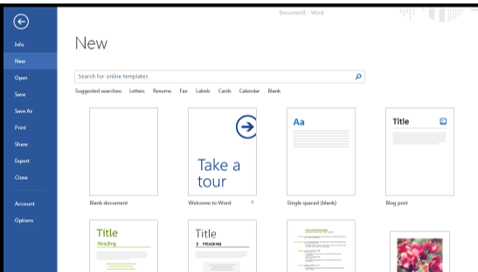 Document1 - Word
Info
New
Open
Save
Save As
Print
Share
Export
Close
Account
Options
New
Search for online templates
Suggested searches: Letters Resume Fax Labels Cards Calendar Blank
Take a
tour
Aa
Title
Blank document
Welcome to Word
Single spaced (blank)
Blog post
Title
Heading
Title
1. HEADING